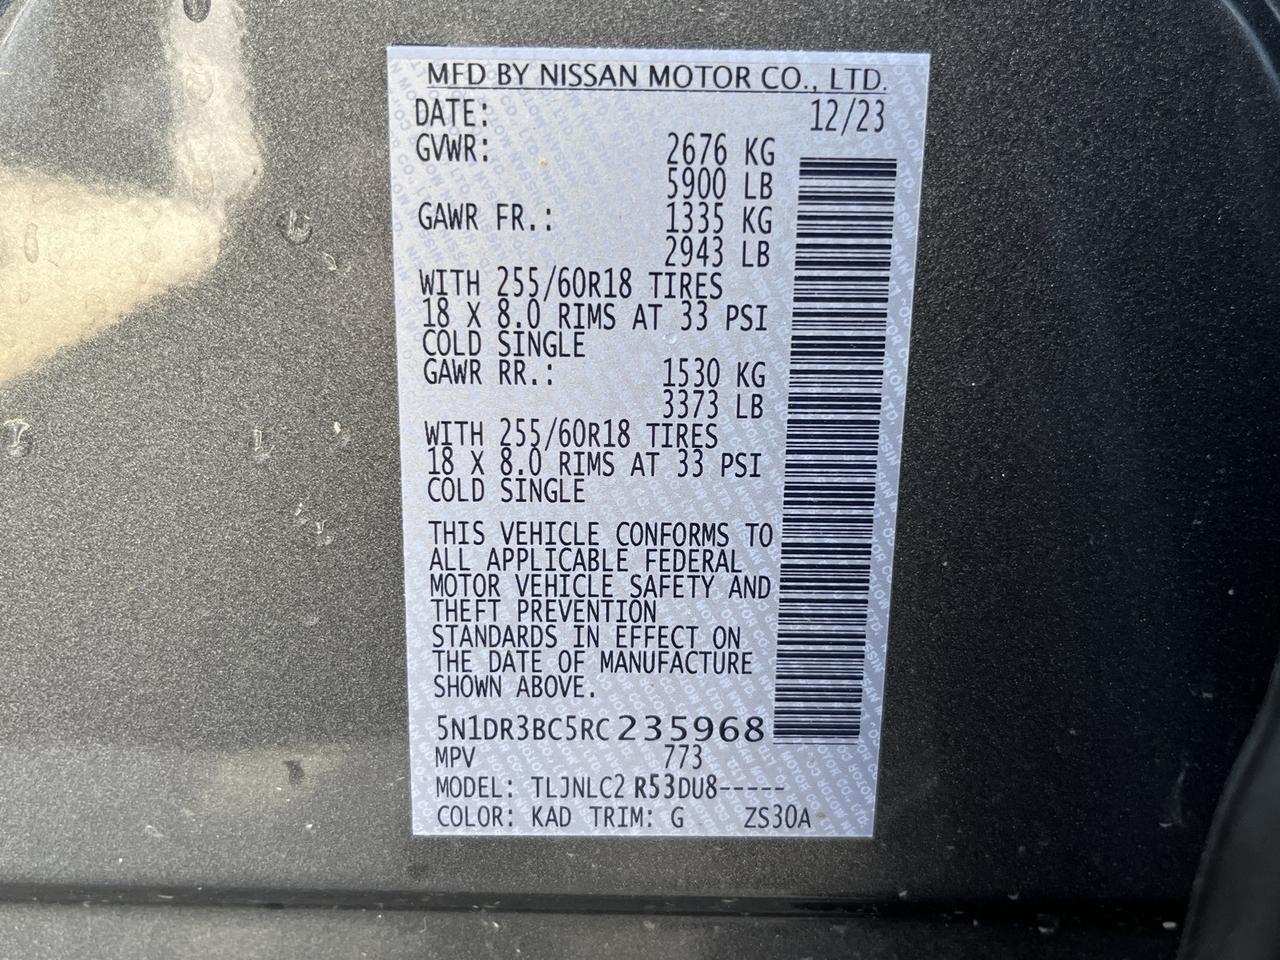 MFD BY NISSAN MOTOR CO., LTD.
DATE: 12/23
GVWR: 2676 KG
5900 LB
GAWR FR.: 1335 KG
2943 LB
WITH 255/60R18 TIRES
18 X 8.0 RIMS AT 33 PSI
COLD SINGLE
GAWR RR.: 1530 KG
3373 LB
WITH 255/60R18 TIRES
18 X 8.0 RIMS AT 33 PSI
COLD SINGLE
THIS VEHICLE CONFORMS TO
ALL APPLICABLE FEDERAL
MOTOR VEHICLE SAFETY AND
THEFT PREVENTION
STANDARDS IN EFFECT ON
THE DATE OF MANUFACTURE
SHOWN ABOVE.
5N1DR3BC5RC235968
MPV 773
MODEL: TLJNLC2 R53DU8-----
COLOR: KAD TRIM: G ZS30A